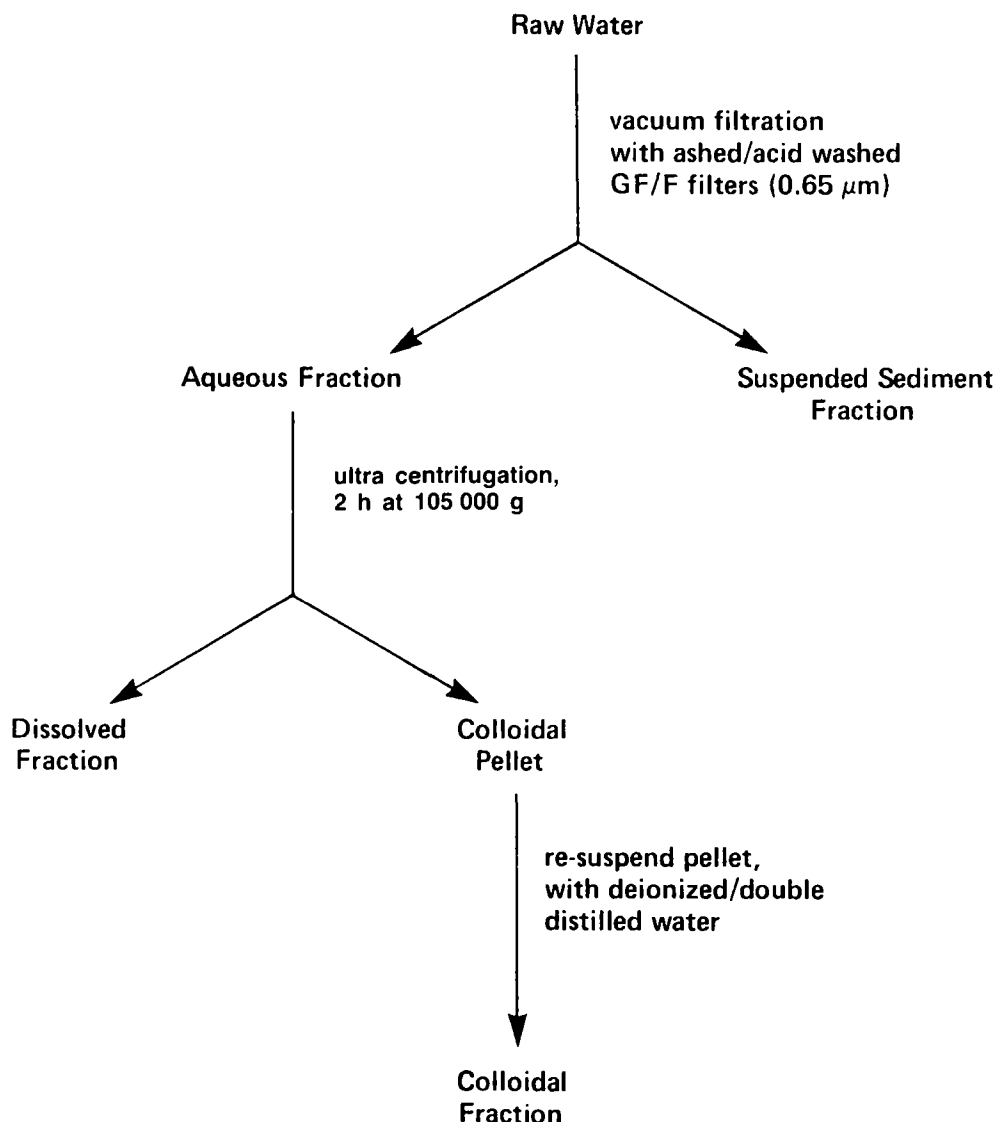 Raw Water
vacuum filtration
with ashed/acid washed
GF/F filters (0.65 μm)
Aqueous Fraction
Suspended Sediment
Fraction
ultra centrifugation,
2 h at 105 000 g
Dissolved
Fraction
Colloidal
Pellet
re-suspend pellet,
with deionized/double
distilled water
Colloidal
Fraction